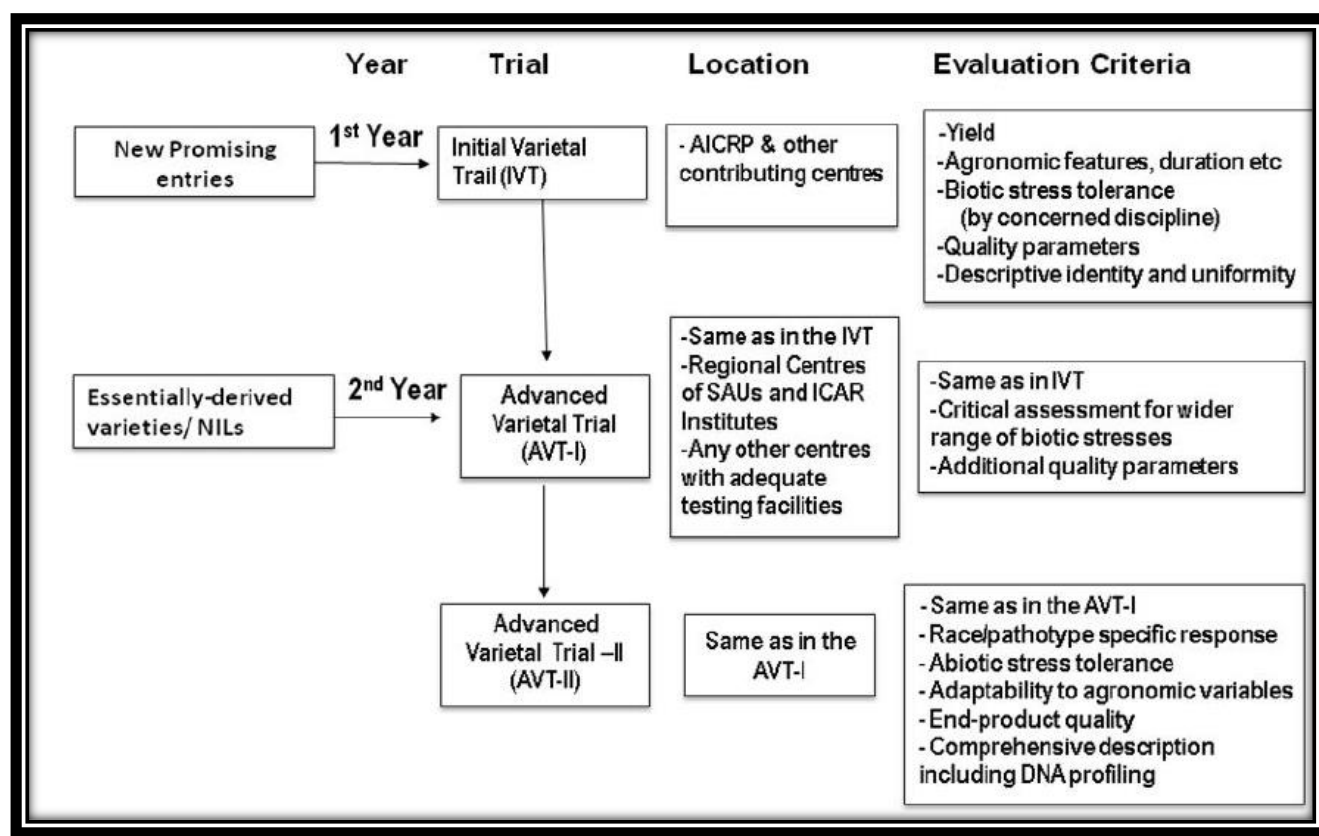 Year Trial Location Evaluation Criteria
New Promising
entries
1st Year
Initial Varietal
Trail (IVT)
- AICRP & other
contributing centres
-Yield
-Agronomic features, duration etc
-Biotic stress tolerance
(by concerned discipline)
-Quality parameters
-Descriptive identity and uniformity
Essentially-derived
varieties/ NILs
2nd Year
Advanced
Varietal Trial
(AVT-I)
-Same as in the IVT
-Regional Centres
of SAUs and ICAR
Institutes
-Any other centres
with adequate
testing facilities
-Same as in IVT
-Critical assessment for wider
range of biotic stresses
-Additional quality parameters
Advanced
Varietal Trial –II
(AVT-II)
Same as in the
AVT-I
-Same as in the AVT-I
-Race/pathotype specific response
-Abiotic stress tolerance
-Adaptability to agronomic variables
-End-product quality
-Comprehensive description
including DNA profiling